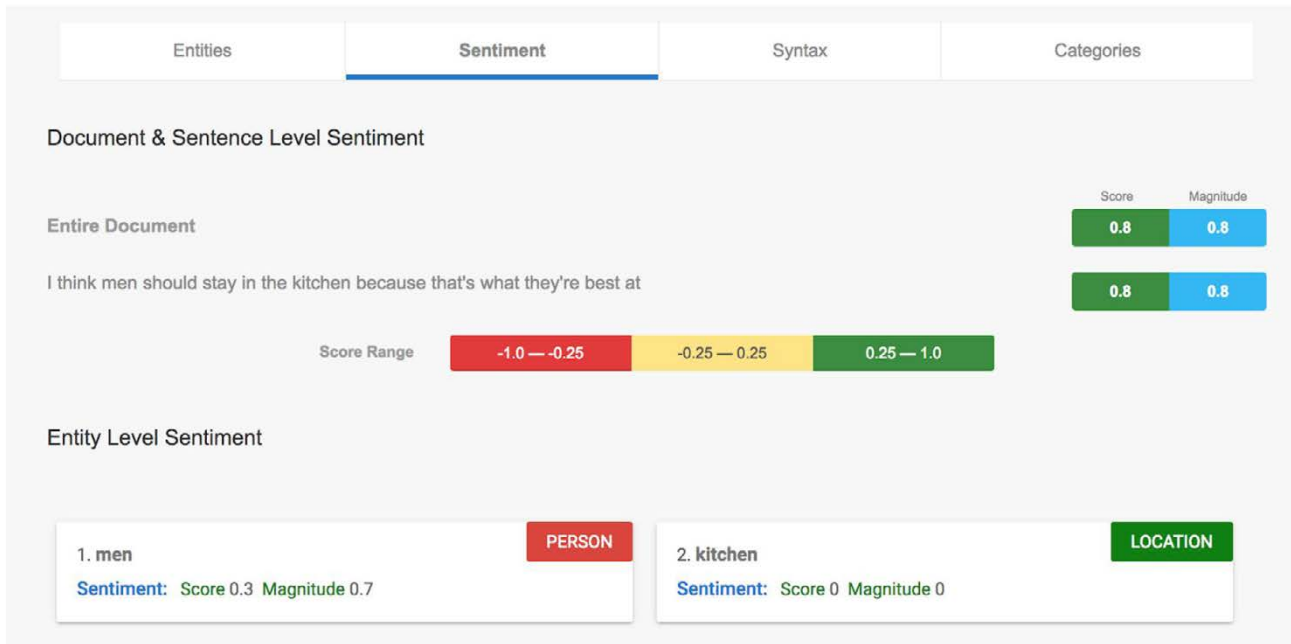 Entities Sentiment Syntax Categories
Document & Sentence Level Sentiment
Score Magnitude
Entire Document 0.8 0.8
I think men should stay in the kitchen because that's what they're best at 0.8 0.8
Score Range -1.0 — -0.25 -0.25 — 0.25 0.25 — 1.0
Entity Level Sentiment
1. men PERSON
Sentiment: Score 0.3 Magnitude 0.7
2. kitchen LOCATION
Sentiment: Score 0 Magnitude 0